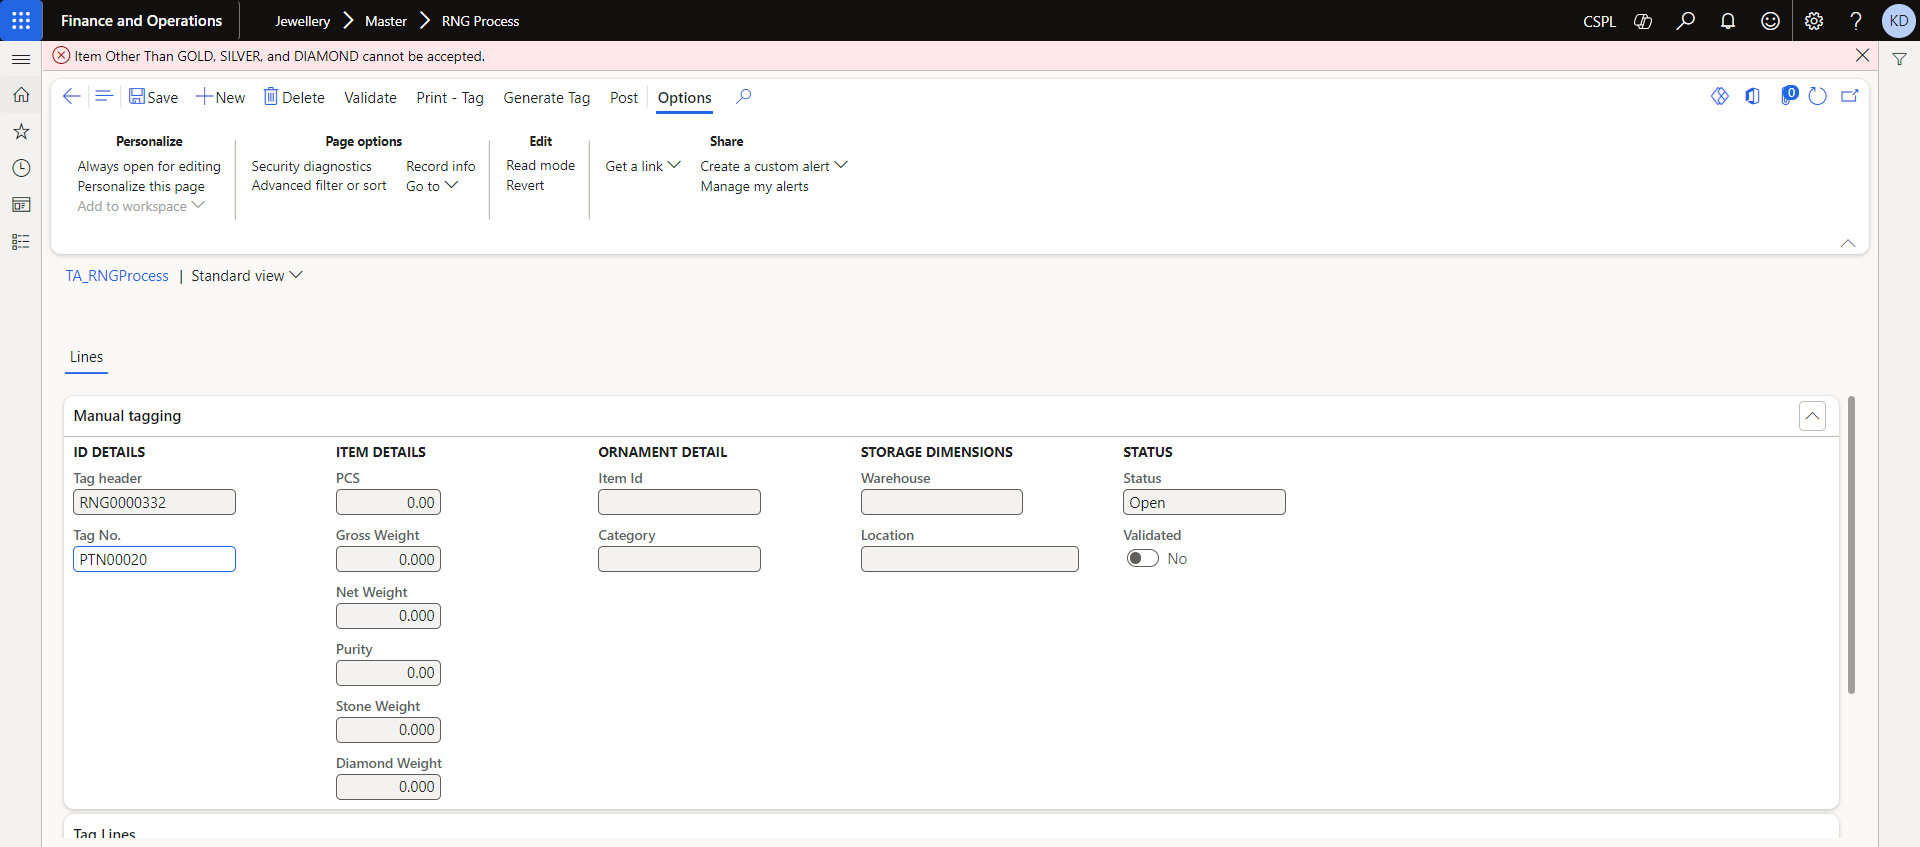 Finance and Operations
Jewellery Master RNG Process
CSPL
KD
Item Other Than GOLD, SILVER, and DIAMOND cannot be accepted.
Save New Delete Validate Print - Tag Generate Tag Post Options
0
Personalize
Always open for editing
Personalize this page
Add to workspace
Page options
Security diagnostics
Advanced filter or sort
Record info
Go to
Edit
Read mode
Revert
Share
Get a link
Create a custom alert
Manage my alerts
TA_RNGProcess | Standard view
Lines
Manual tagging
ID DETAILS
Tag header
RNG0000332
Tag No.
PTN00020
ITEM DETAILS
PCS
0.00
Gross Weight
0.000
Net Weight
0.000
Purity
0.00
Stone Weight
0.000
Diamond Weight
0.000
ORNAMENT DETAIL
Item Id
Category
STORAGE DIMENSIONS
Warehouse
Location
STATUS
Status
Open
Validated
No
Tag Lines